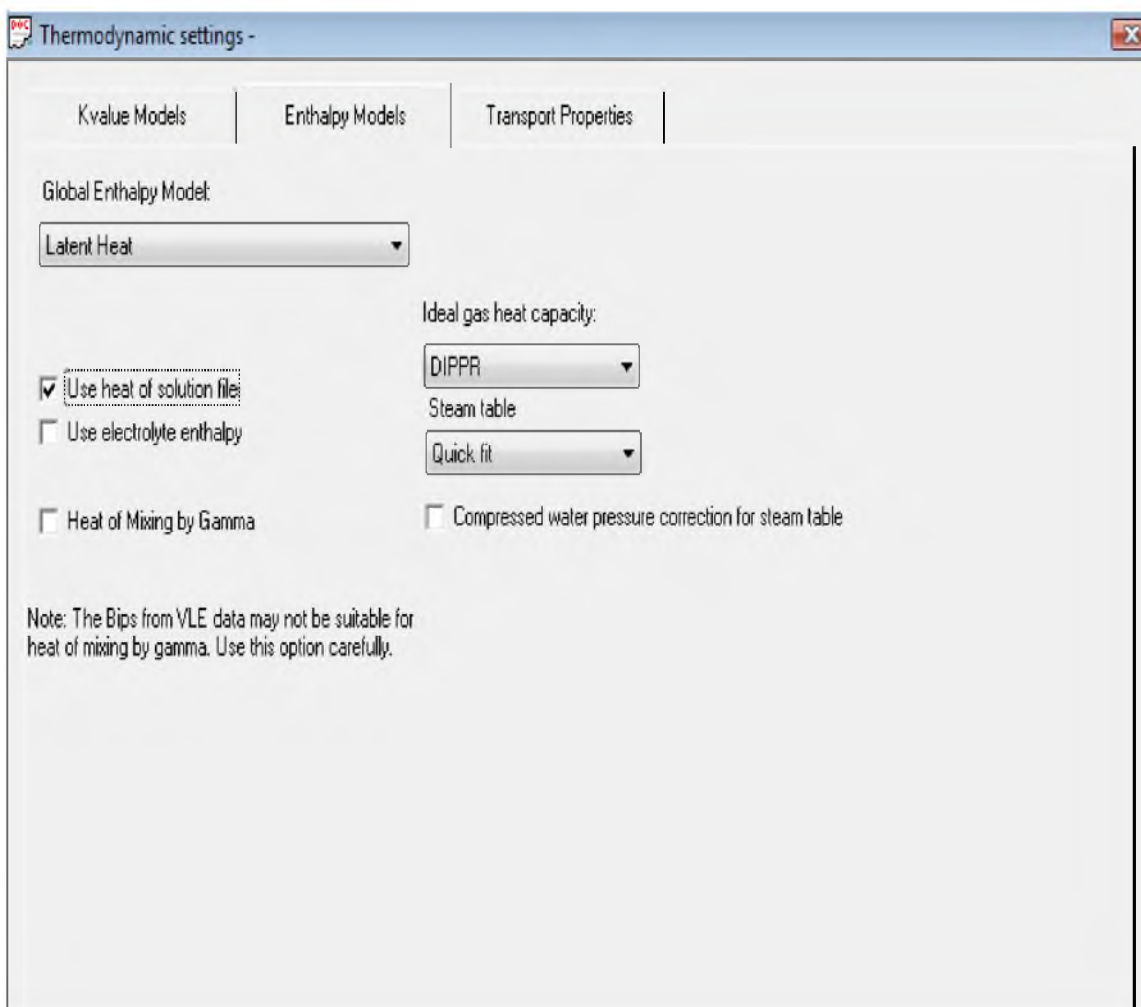 DOC
Thermodynamic settings -
Kvalue Models
Enthalpy Models
Transport Properties
Global Enthalpy Model:
Latent Heat
Ideal gas heat capacity:
DIPPR
Use heat of solution file
Steam table
Use electrolyte enthalpy
Quick fit
Heat of Mixing by Gamma
Compressed water pressure correction for steam table
Note: The Bips from VLE data may not be suitable for
heat of mixing by gamma. Use this option carefully.